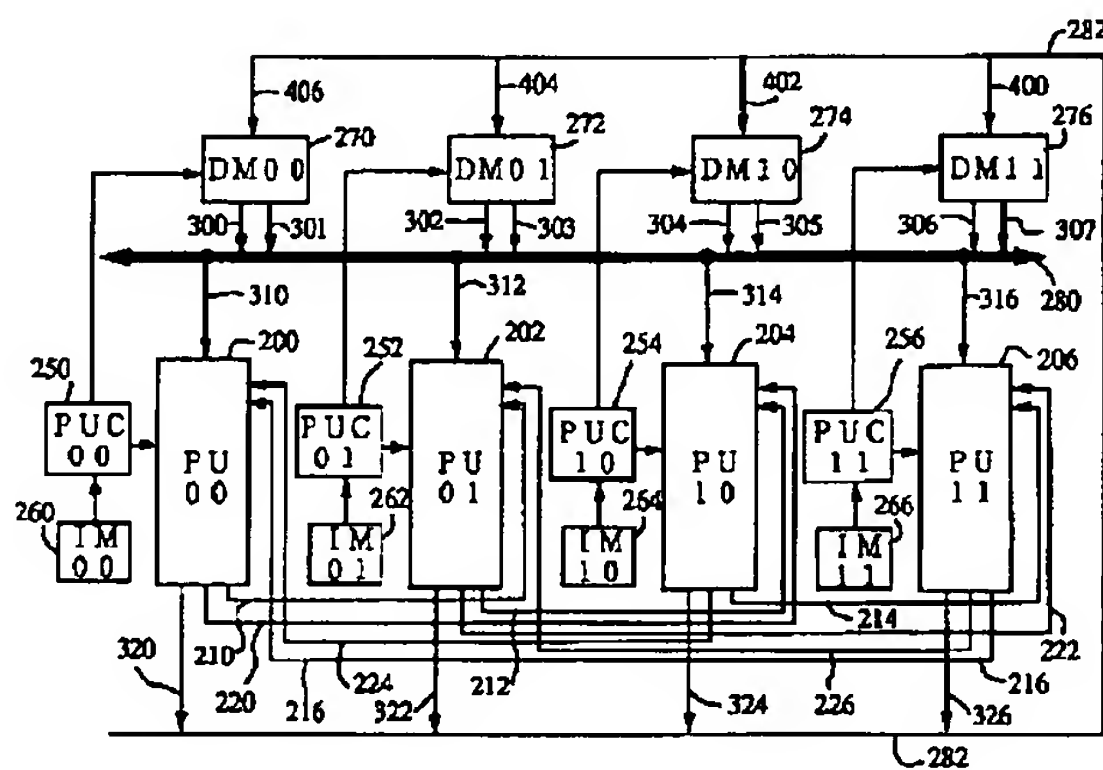 282
406 404 402 400
270 272 274 276
DM00 DM01 DM10 DM11
300 301 302 303 304 305 306 307
310 312 314 316 280
250 200 252 202 254 204 256 206
PUC 00
PU 00
PUC 01
PU 01
PUC 10
PU 10
PUC 11
PU 11
260 262 264 266
IM 00
IM 01
IM 10
IM 11
320 210 220 216 224 322 212 324 226 214 216 326 222
282